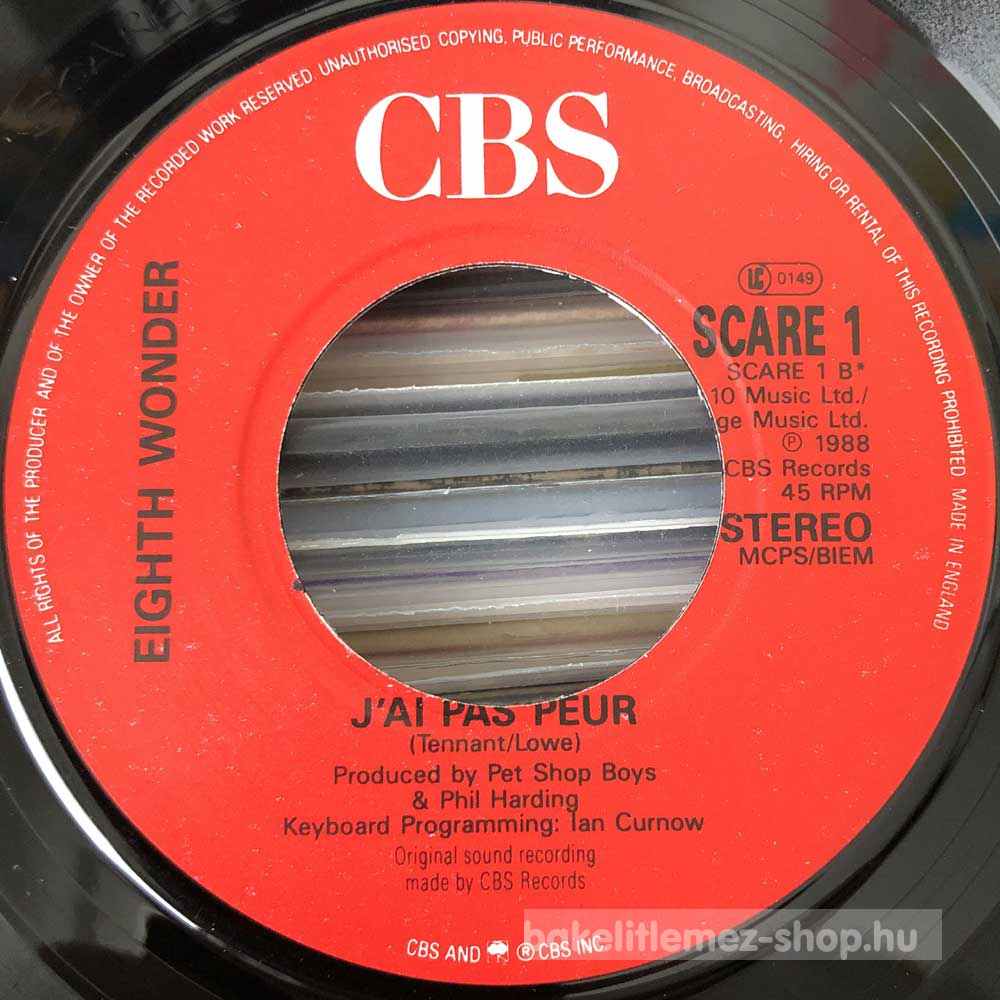 ALL RIGHTS OF THE PRODUCER AND OF THE OWNER OF THE RECORDED WORK RESERVED. UNAUTHORISED COPYING, PUBLIC PERFORMANCE, BROADCASTING, HIRING OR RENTAL OF THIS RECORDING PROHIBITED. MADE IN ENGLAND
CBS
EIGHTH WONDER
LC 0149
SCARE 1
SCARE 1 B*
10 Music Ltd./
Music Ltd.
℗ 1988
CBS Records
45 RPM
STEREO
MCPS/BIEM
J'AI PAS PEUR
(Tennant/Lowe)
Produced by Pet Shop Boys
& Phil Harding
Keyboard Programming: Ian Curnow
Original sound recording
made by CBS Records
CBS AND ® CBS INC.
bakelitlemez-shop.hu